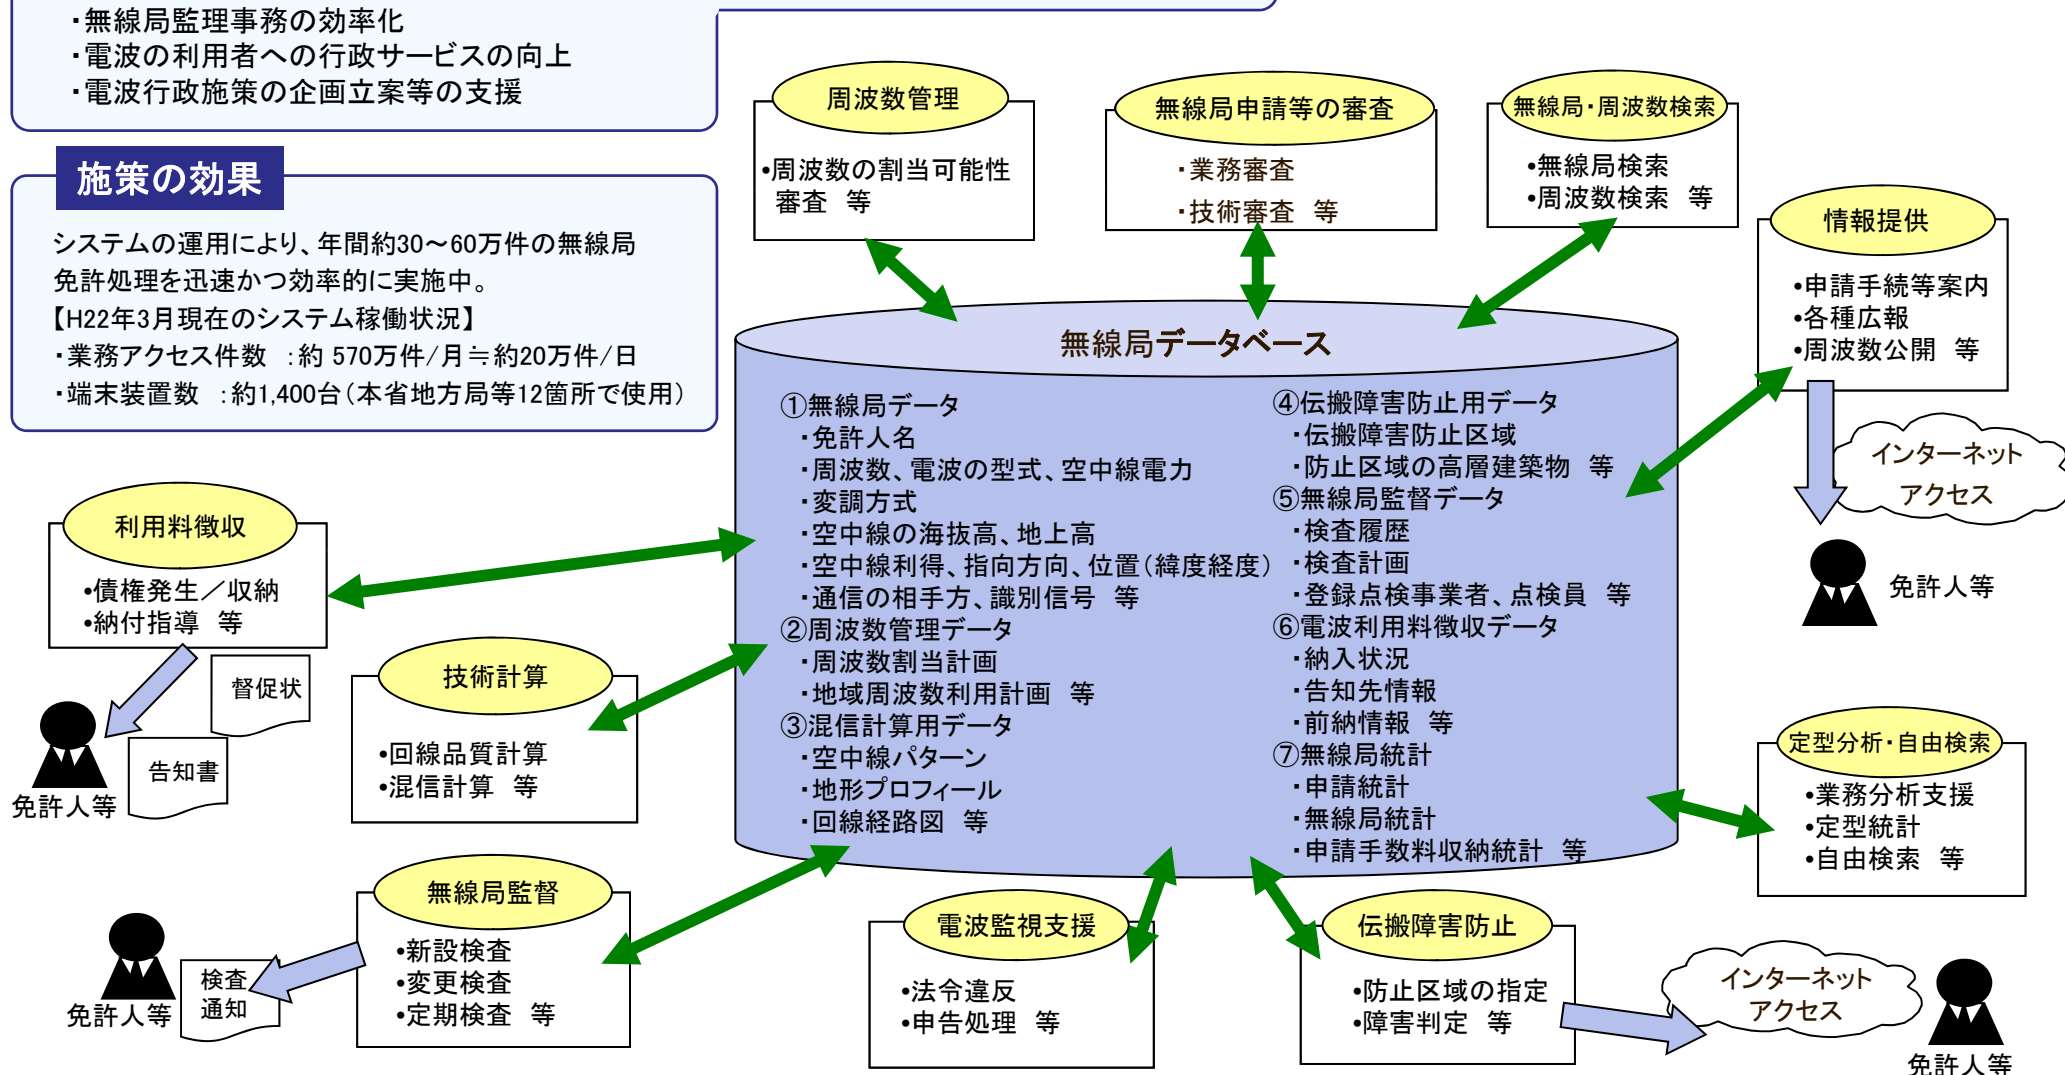 ・無線局監理事務の効率化
・電波の利用者への行政サービスの向上
・電波行政施策の企画立案等の支援
施策の効果
システムの運用により、年間約30～60万件の無線局
免許処理を迅速かつ効率的に実施中。
【H22年3月現在のシステム稼働状況】
・業務アクセス件数　：約 570万件/月≒約20万件/日
・端末装置数　：約1,400台（本省地方局等12箇所で使用）
周波数管理
•周波数の割当可能性
審査　等
無線局申請等の審査
・業務審査
・技術審査　等
無線局・周波数検索
•無線局検索
•周波数検索　等
情報提供
•申請手続等案内
•各種広報
•周波数公開　等
インターネット
アクセス
免許人等
無線局データベース
①無線局データ
・免許人名
・周波数、電波の型式、空中線電力
・変調方式
・空中線の海抜高、地上高
・空中線利得、指向方向、位置（緯度経度）
・通信の相手方、識別信号　等
②周波数管理データ
・周波数割当計画
・地域周波数利用計画　等
③混信計算用データ
・空中線パターン
・地形プロフィール
・回線経路図　等
④伝搬障害防止用データ
・伝搬障害防止区域
・防止区域の高層建築物　等
⑤無線局監督データ
・検査履歴
・検査計画
・登録点検事業者、点検員　等
⑥電波利用料徴収データ
・納入状況
・告知先情報
・前納情報　等
⑦無線局統計
・申請統計
・無線局統計
・申請手数料収納統計　等
利用料徴収
•債権発生／収納
•納付指導　等
督促状
告知書
免許人等
技術計算
•回線品質計算
•混信計算　等
無線局監督
•新設検査
•変更検査
•定期検査　等
検査
通知
免許人等
電波監視支援
•法令違反
•申告処理　等
伝搬障害防止
•防止区域の指定
•障害判定　等
インターネット
アクセス
免許人等
定型分析・自由検索
•業務分析支援
•定型統計
•自由検索　等